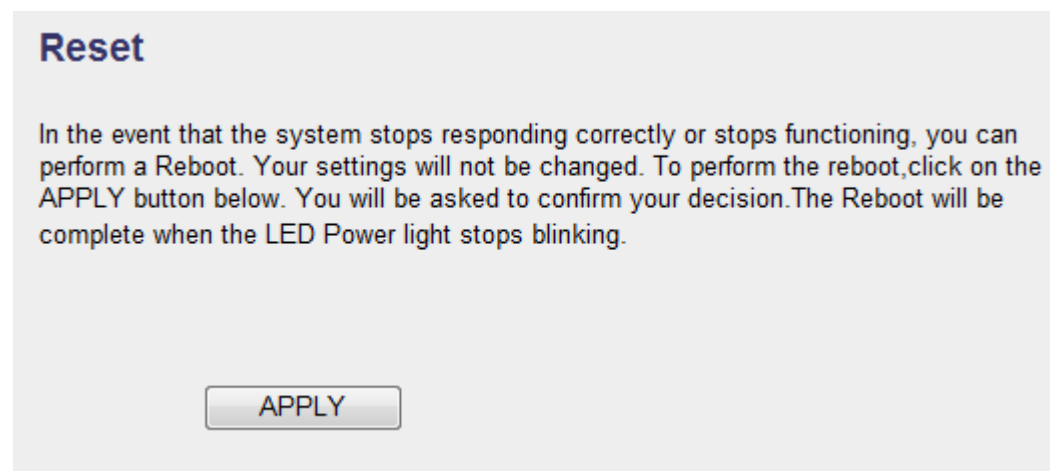 Reset
In the event that the system stops responding correctly or stops functioning, you can
perform a Reboot. Your settings will not be changed. To perform the reboot,click on the
APPLY button below. You will be asked to confirm your decision.The Reboot will be
complete when the LED Power light stops blinking.
APPLY